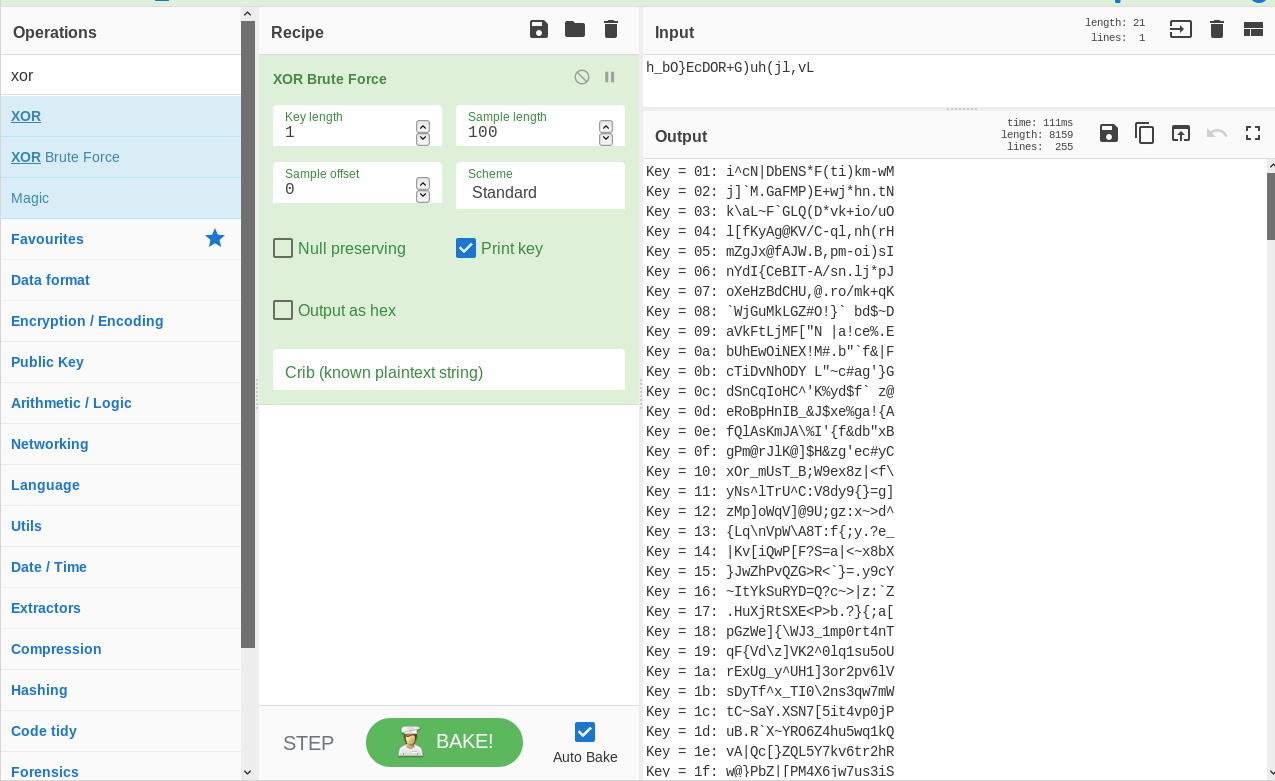 Operations
xor
XOR
XOR Brute Force
Magic
Favourites
Data format
Encryption / Encoding
Public Key
Arithmetic / Logic
Networking
Language
Utils
Date / Time
Extractors
Compression
Hashing
Code tidy
Forensics
Recipe
XOR Brute Force
Key length
1
Sample length
100
Sample offset
0
Scheme
Standard
Null preserving
Print key
Output as hex
Crib (known plaintext string)
STEP
BAKE!
Auto Bake
Input
length: 21
lines: 1
h_bO}EcDOR+G)uh(jl,vL
Output
time: 111ms
length: 8159
lines: 255
Key = 01: i^cN|DbENS*F(ti)km-wM
Key = 02: j]`M.GaFMP)E+wj*hn.tN
Key = 03: k\aL~F`GLQ(D*vk+io/uO
Key = 04: l[fKyAg@KV/C-ql,nh(rH
Key = 05: mZgJx@fAJW.B,pm-oi)sI
Key = 06: nYdI{CeBIT-A/sn.lj*pJ
Key = 07: oXeHzBdCHU,@.ro/mk+qK
Key = 08: `WjGuMkLGZ#O!}` bd$~D
Key = 09: aVkFtLjMF["N |a!ce%.E
Key = 0a: bUhEwOiNEX!M#.b"`f&|F
Key = 0b: cTiDvNhODY L"~c#ag'}G
Key = 0c: dSnCqIoHC^'K%yd$f` z@
Key = 0d: eRoBpHnIB_&J$xe%ga!{A
Key = 0e: fQlAsKmJA\%I'{f&db"xB
Key = 0f: gPm@rJlK@]$H&zg'ec#yC
Key = 10: xOr_mUsT_B;W9ex8z|<f\
Key = 11: yNs^lTrU^C:V8dy9{}=g]
Key = 12: zMp]oWqV]@9U;gz:x~>d^
Key = 13: {Lq\nVpW\A8T:f{;y.?e_
Key = 14: |Kv[iQwP[F?S=a|<~x8bX
Key = 15: }JwZhPvQZG>R<`}=.y9cY
Key = 16: ~ItYkSuRYD=Q?c~>|z:`Z
Key = 17: .HuXjRtSXE<P>b.?}{;a[
Key = 18: pGzWe]{\WJ3_1mp0rt4nT
Key = 19: qF{Vd\z]VK2^0lq1su5oU
Key = 1a: rExUg_y^UH1]3or2pv6lV
Key = 1b: sDyTf^x_TI0\2ns3qw7mW
Key = 1c: tC~SaY.XSN7[5it4vp0jP
Key = 1d: uB.R`X~YRO6Z4hu5wq1kQ
Key = 1e: vA|Qc[}ZQL5Y7kv6tr2hR
Key = 1f: w@}PbZ|[PM4X6jw7us3iS